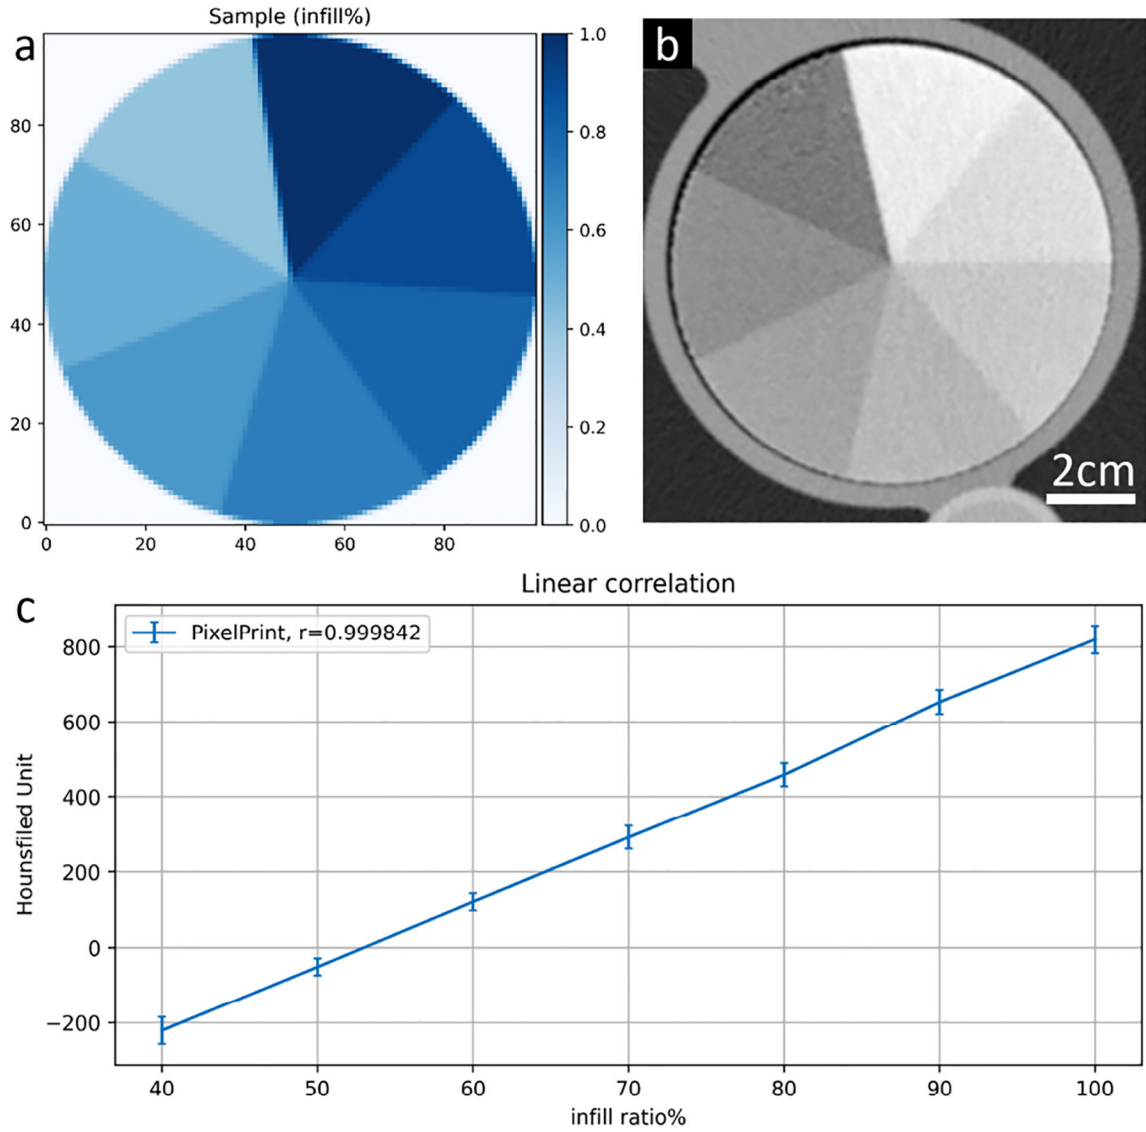 a
Sample (infill%)
1.0
0.8
0.6
0.4
0.2
0.0
80
60
40
20
0
0 20 40 60 80
b
2cm
c
Linear correlation
PixelPrint, r=0.999842
Hounsfiled Unit
800
600
400
200
0
−200
40 50 60 70 80 90 100
infill ratio%